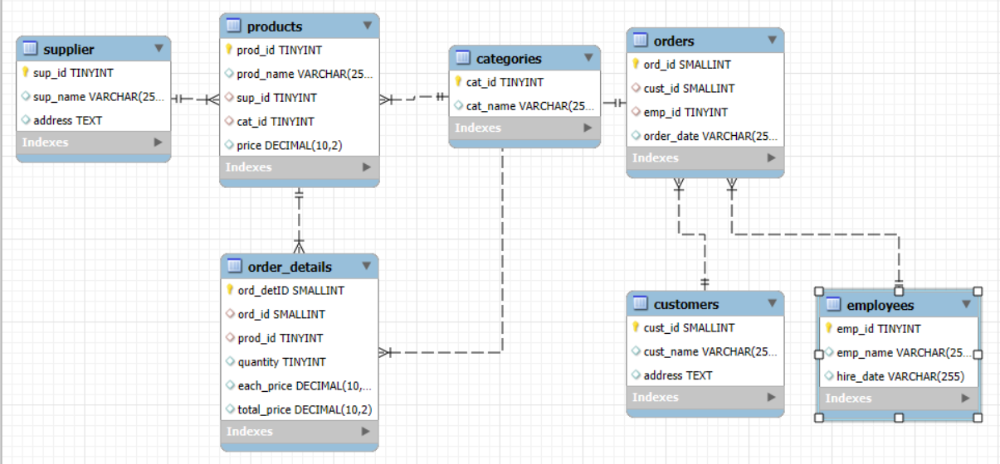 supplier
sup_id TINYINT
sup_name VARCHAR(25...
address TEXT
Indexes
products
prod_id TINYINT
prod_name VARCHAR(25...
sup_id TINYINT
cat_id TINYINT
price DECIMAL(10,2)
Indexes
categories
cat_id TINYINT
cat_name VARCHAR(25...
Indexes
orders
ord_id SMALLINT
cust_id SMALLINT
emp_id TINYINT
order_date VARCHAR(25...
Indexes
order_details
ord_detID SMALLINT
ord_id SMALLINT
prod_id TINYINT
quantity TINYINT
each_price DECIMAL(10,...
total_price DECIMAL(10,2)
Indexes
customers
cust_id SMALLINT
cust_name VARCHAR(25...
address TEXT
Indexes
employees
emp_id TINYINT
emp_name VARCHAR(25...
hire_date VARCHAR(255)
Indexes